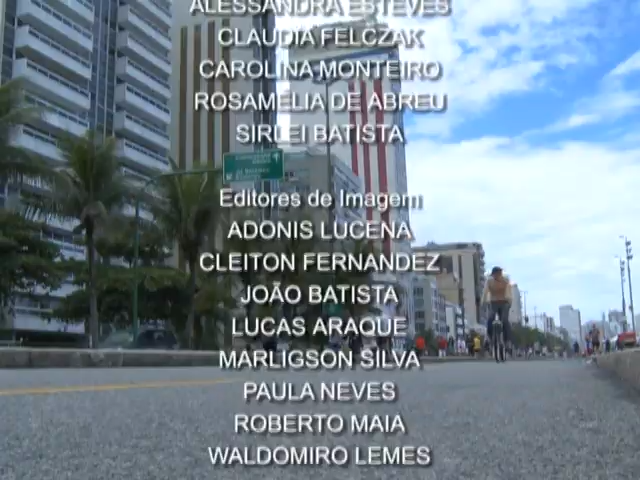 ALESSANDRA ESTEVES
CLAUDIA FELCZAK
CAROLINA MONTEIRO
ROSAMELIA DE ABREU
SIRLEI BATISTA
Editores de Imagem
ADONIS LUCENA
CLEITON FERNANDEZ
JOÃO BATISTA
LUCAS ARAQUE
MARLIGSON SILVA
PAULA NEVES
ROBERTO MAIA
WALDOMIRO LEMES